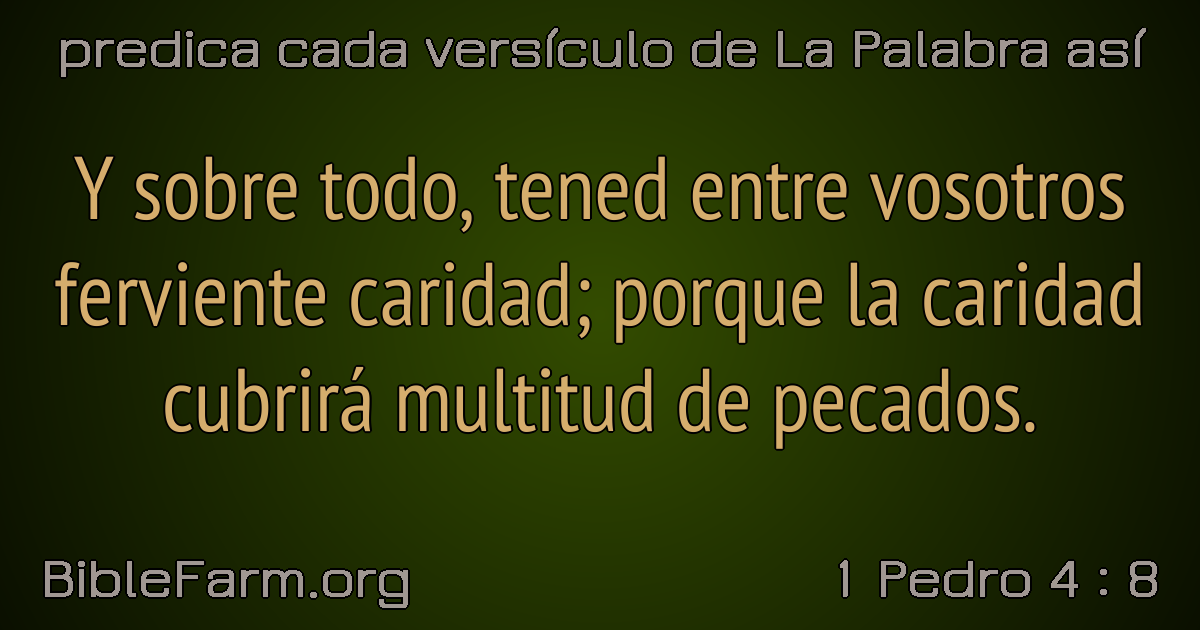 predica cada versículo de La Palabra así
Y sobre todo, tened entre vosotros
ferviente caridad; porque la caridad
cubrirá multitud de pecados.
BibleFarm.org
1 Pedro 4 : 8